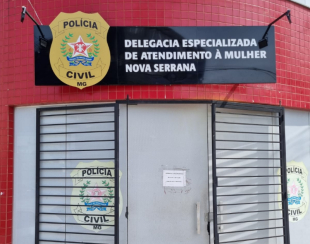 POLÍCIA
CIVIL
MG
DELEGACIA ESPECIALIZADA
DE ATENDIMENTO À MULHER
NOVA SERRANA
POLÍCIA
CIVIL
MG
POLÍCIA
CIVIL